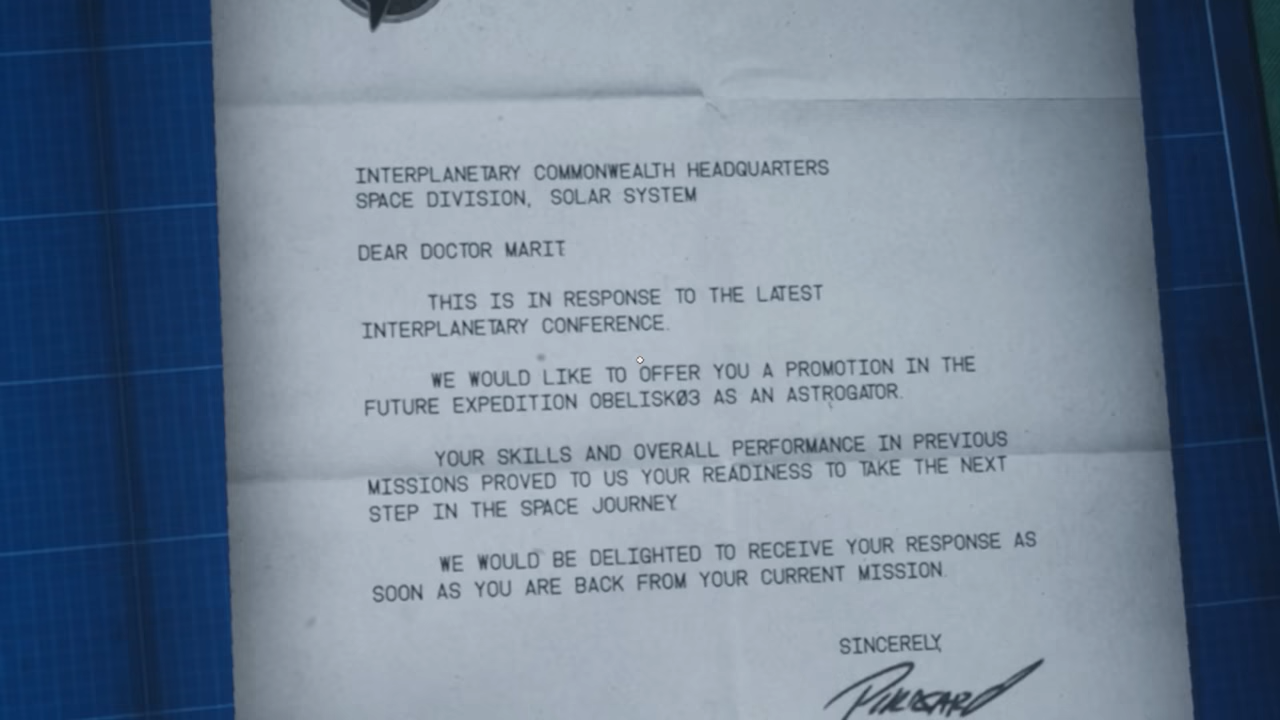 INTERPLANETARY COMMONWEALTH HEADQUARTERS
SPACE DIVISION, SOLAR SYSTEM
DEAR DOCTOR MARIT
THIS IS IN RESPONSE TO THE LATEST
INTERPLANETARY CONFERENCE.
WE WOULD LIKE TO OFFER YOU A PROMOTION IN THE
FUTURE EXPEDITION OBELISK03 AS AN ASTROGATOR.
YOUR SKILLS AND OVERALL PERFORMANCE IN PREVIOUS
MISSIONS PROVED TO US YOUR READINESS TO TAKE THE NEXT
STEP IN THE SPACE JOURNEY
WE WOULD BE DELIGHTED TO RECEIVE YOUR RESPONSE AS
SOON AS YOU ARE BACK FROM YOUR CURRENT MISSION.
SINCERELY,